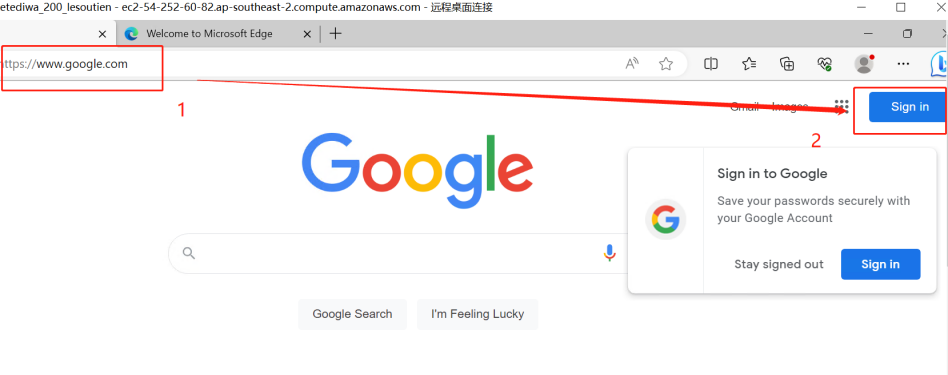 etediwa_200_lesoutien - ec2-54-252-60-82.ap-southeast-2.compute.amazonaws.com - 远程桌面连接
Welcome to Microsoft Edge
https://www.google.com
1
Gmail Images
Sign in
2
Google
Sign in to Google
Save your passwords securely with
your Google Account
Stay signed out
Sign in
Google Search
I'm Feeling Lucky